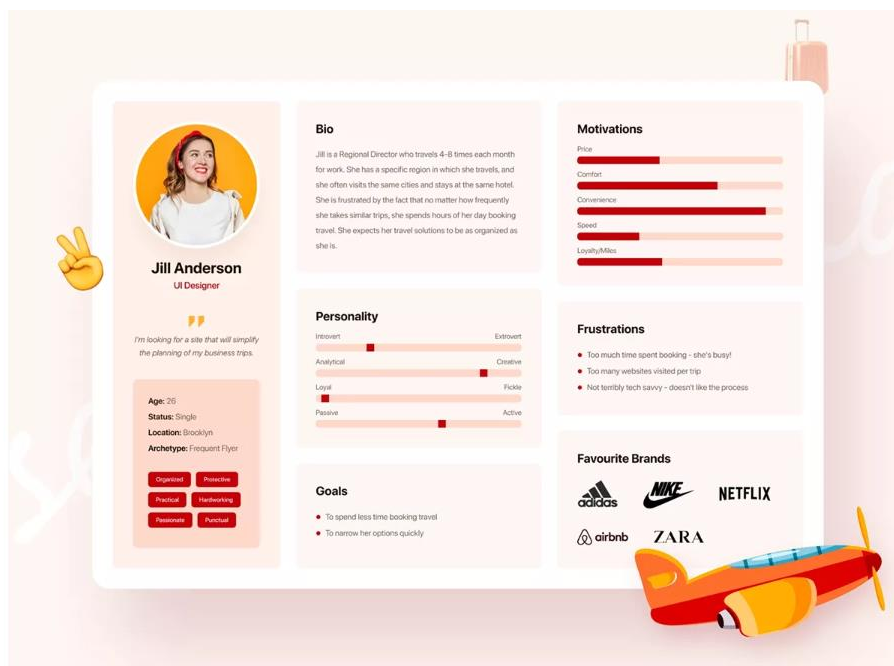 Jill Anderson
UI Designer
I'm looking for a site that will simplify
the planning of my business trips.
Age: 26
Status: Single
Location: Brooklyn
Archetype: Frequent Flyer
Organized Protective
Practical Hardworking
Passionate Punctual
Bio
Jill is a Regional Director who travels 4-8 times each month
for work. She has a specific region in which she travels, and
she often visits the same cities and stays at the same hotel.
She is frustrated by the fact that no matter how frequently
she takes similar trips, she spends hours of her day booking
travel. She expects her travel solutions to be as organized as
she is.
Personality
Introvert Extrovert
Analytical Creative
Loyal Fickle
Passive Active
Goals
To spend less time booking travel
To narrow her options quickly
Motivations
Price
Comfort
Convenience
Speed
Loyalty/Miles
Frustrations
Too much time spent booking - she's busy!
Too many websites visited per trip
Not terribly tech savvy - doesn't like the process
Favourite Brands
adidas NIKE NETFLIX
airbnb ZARA